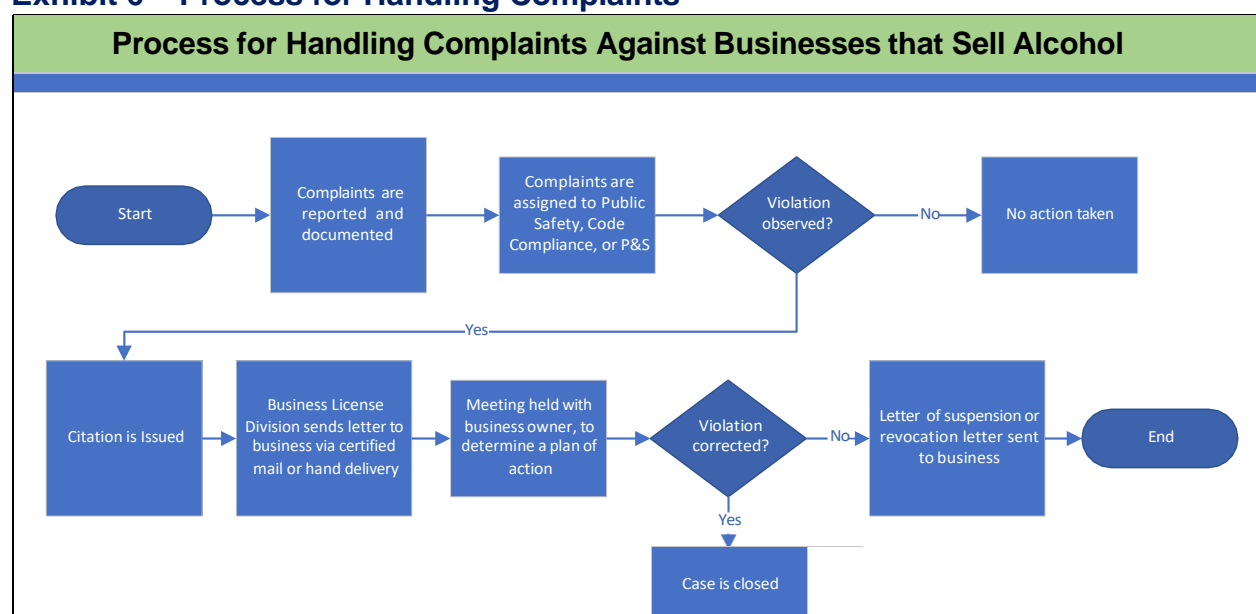 Exhibit Process for Handling Complaints
Process for Handling Complaints Against Businesses that Sell Alcohol
Start
Complaints are
reported and
documented
Complaints are
assigned to Public
Safety, Code
Compliance, or P&S
Violation
observed?
No
No action taken
Yes
Citation is Issued
Business License
Division sends letter to
business via certified
mail or hand delivery
Meeting held with
business owner, to
determine a plan of
action
Violation
corrected?
No
Letter of suspension or
revocation letter sent
to business
End
Yes
Case is closed